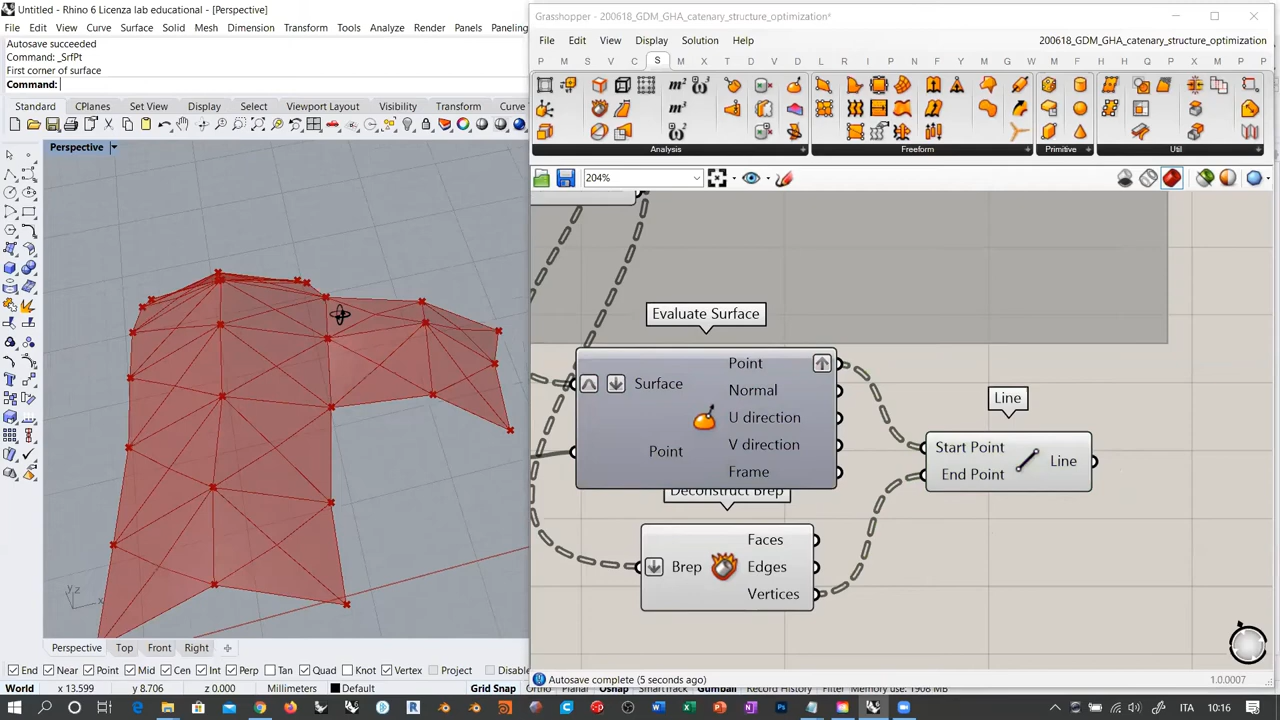 Untitled - Rhino 6 Licenza lab educational - [Perspective]
File Edit View Curve Surface Solid Mesh Dimension Transform Tools Analyze Render Panels Paneling
Autosave succeeded
Command: _SrfPt
First corner of surface
Command:
Standard CPlanes Set View Display Select Viewport Layout Visibility Transform Curve
Perspective
Grasshopper - 200618_GDM_GHA_catenary_structure_optimization*
File Edit View Display Solution Help
200618_GDM_GHA_catenary_structure_optimization*
P M S V C S M I T D W L K H M M A S H M G P A M H H C L A E H P P
Analysis Freeform Primitive Util
204%
Evaluate Surface
Surface
Point
Point
Normal
U direction
V direction
Frame
Deconstruct Brep
Brep
Faces
Edges
Vertices
Line
Start Point
End Point
Line
y z
x
Perspective Top Front Right
End Near Point Mid Cen Int Perp Tan Quad Knot Vertex Project Disable
World x 13.599 y 8.706 z 0.000 Millimeters Default Grid Snap Ortho Planar Osnap SmartTrack Gumball Record History Filter Memory use: 1908 MB
Autosave complete (5 seconds ago)
1.0.0007
ITA 10:16